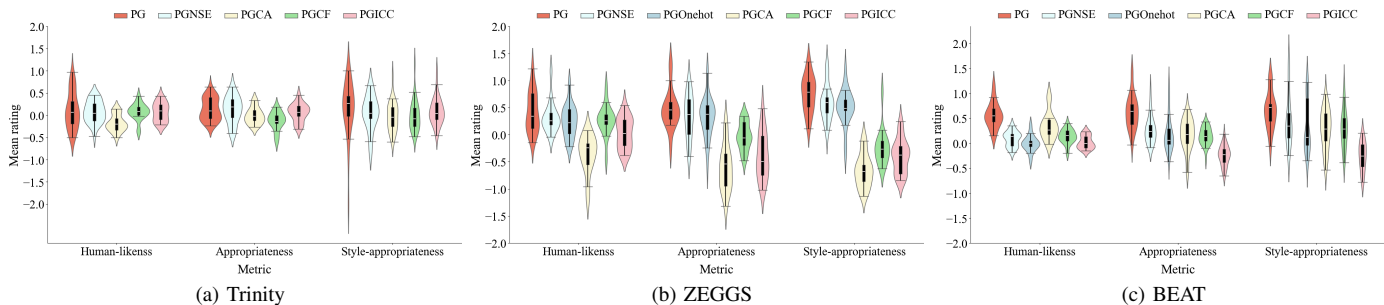 PG PGNSE PGCA PGCF PGICC
2.0
1.5
1.0
0.5
0.0
−0.5
−1.0
−1.5
−2.0
Mean rating
Human-likenss Appropriateness Style-appropriateness
Metric
(a) Trinity
PG PGNSE PGOnehot PGCA PGCF PGICC
2.0
1.5
1.0
0.5
0.0
−0.5
−1.0
−1.5
−2.0
Mean rating
Human-likenss Appropriateness Style-appropriateness
Metric
(b) ZEGGS
PG PGNSE PGOnehot PGCA PGCF PGICC
2.0
1.5
1.0
0.5
0.0
0.5
1.0
1.5
2.0
Mean rating
Human-likenss Appropriateness Style-appropriateness
Metric
(c) BEAT